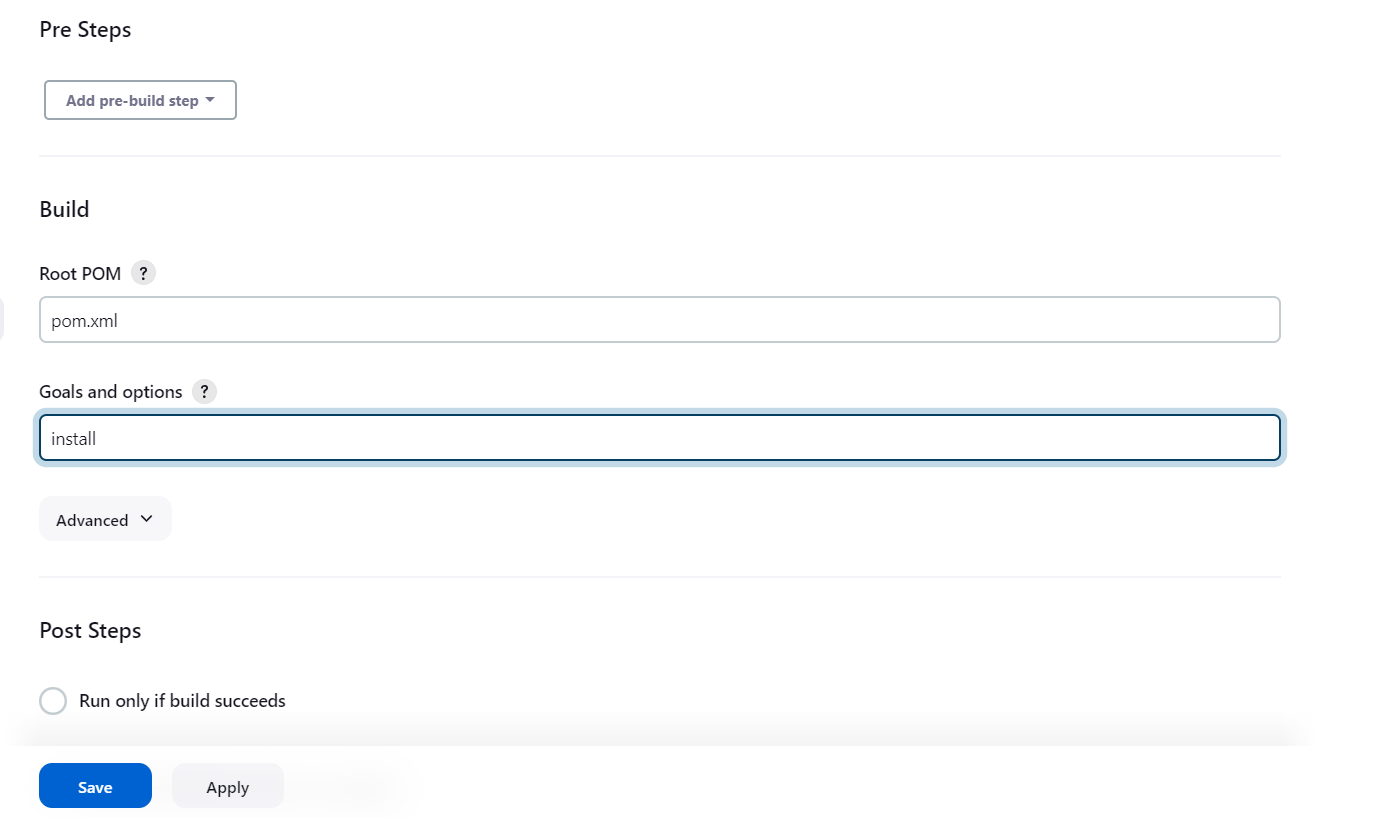 Pre Steps
Add pre-build step
Build
Root POM ?
pom.xml
Goals and options ?
install
Advanced
Post Steps
Run only if build succeeds
Save Apply